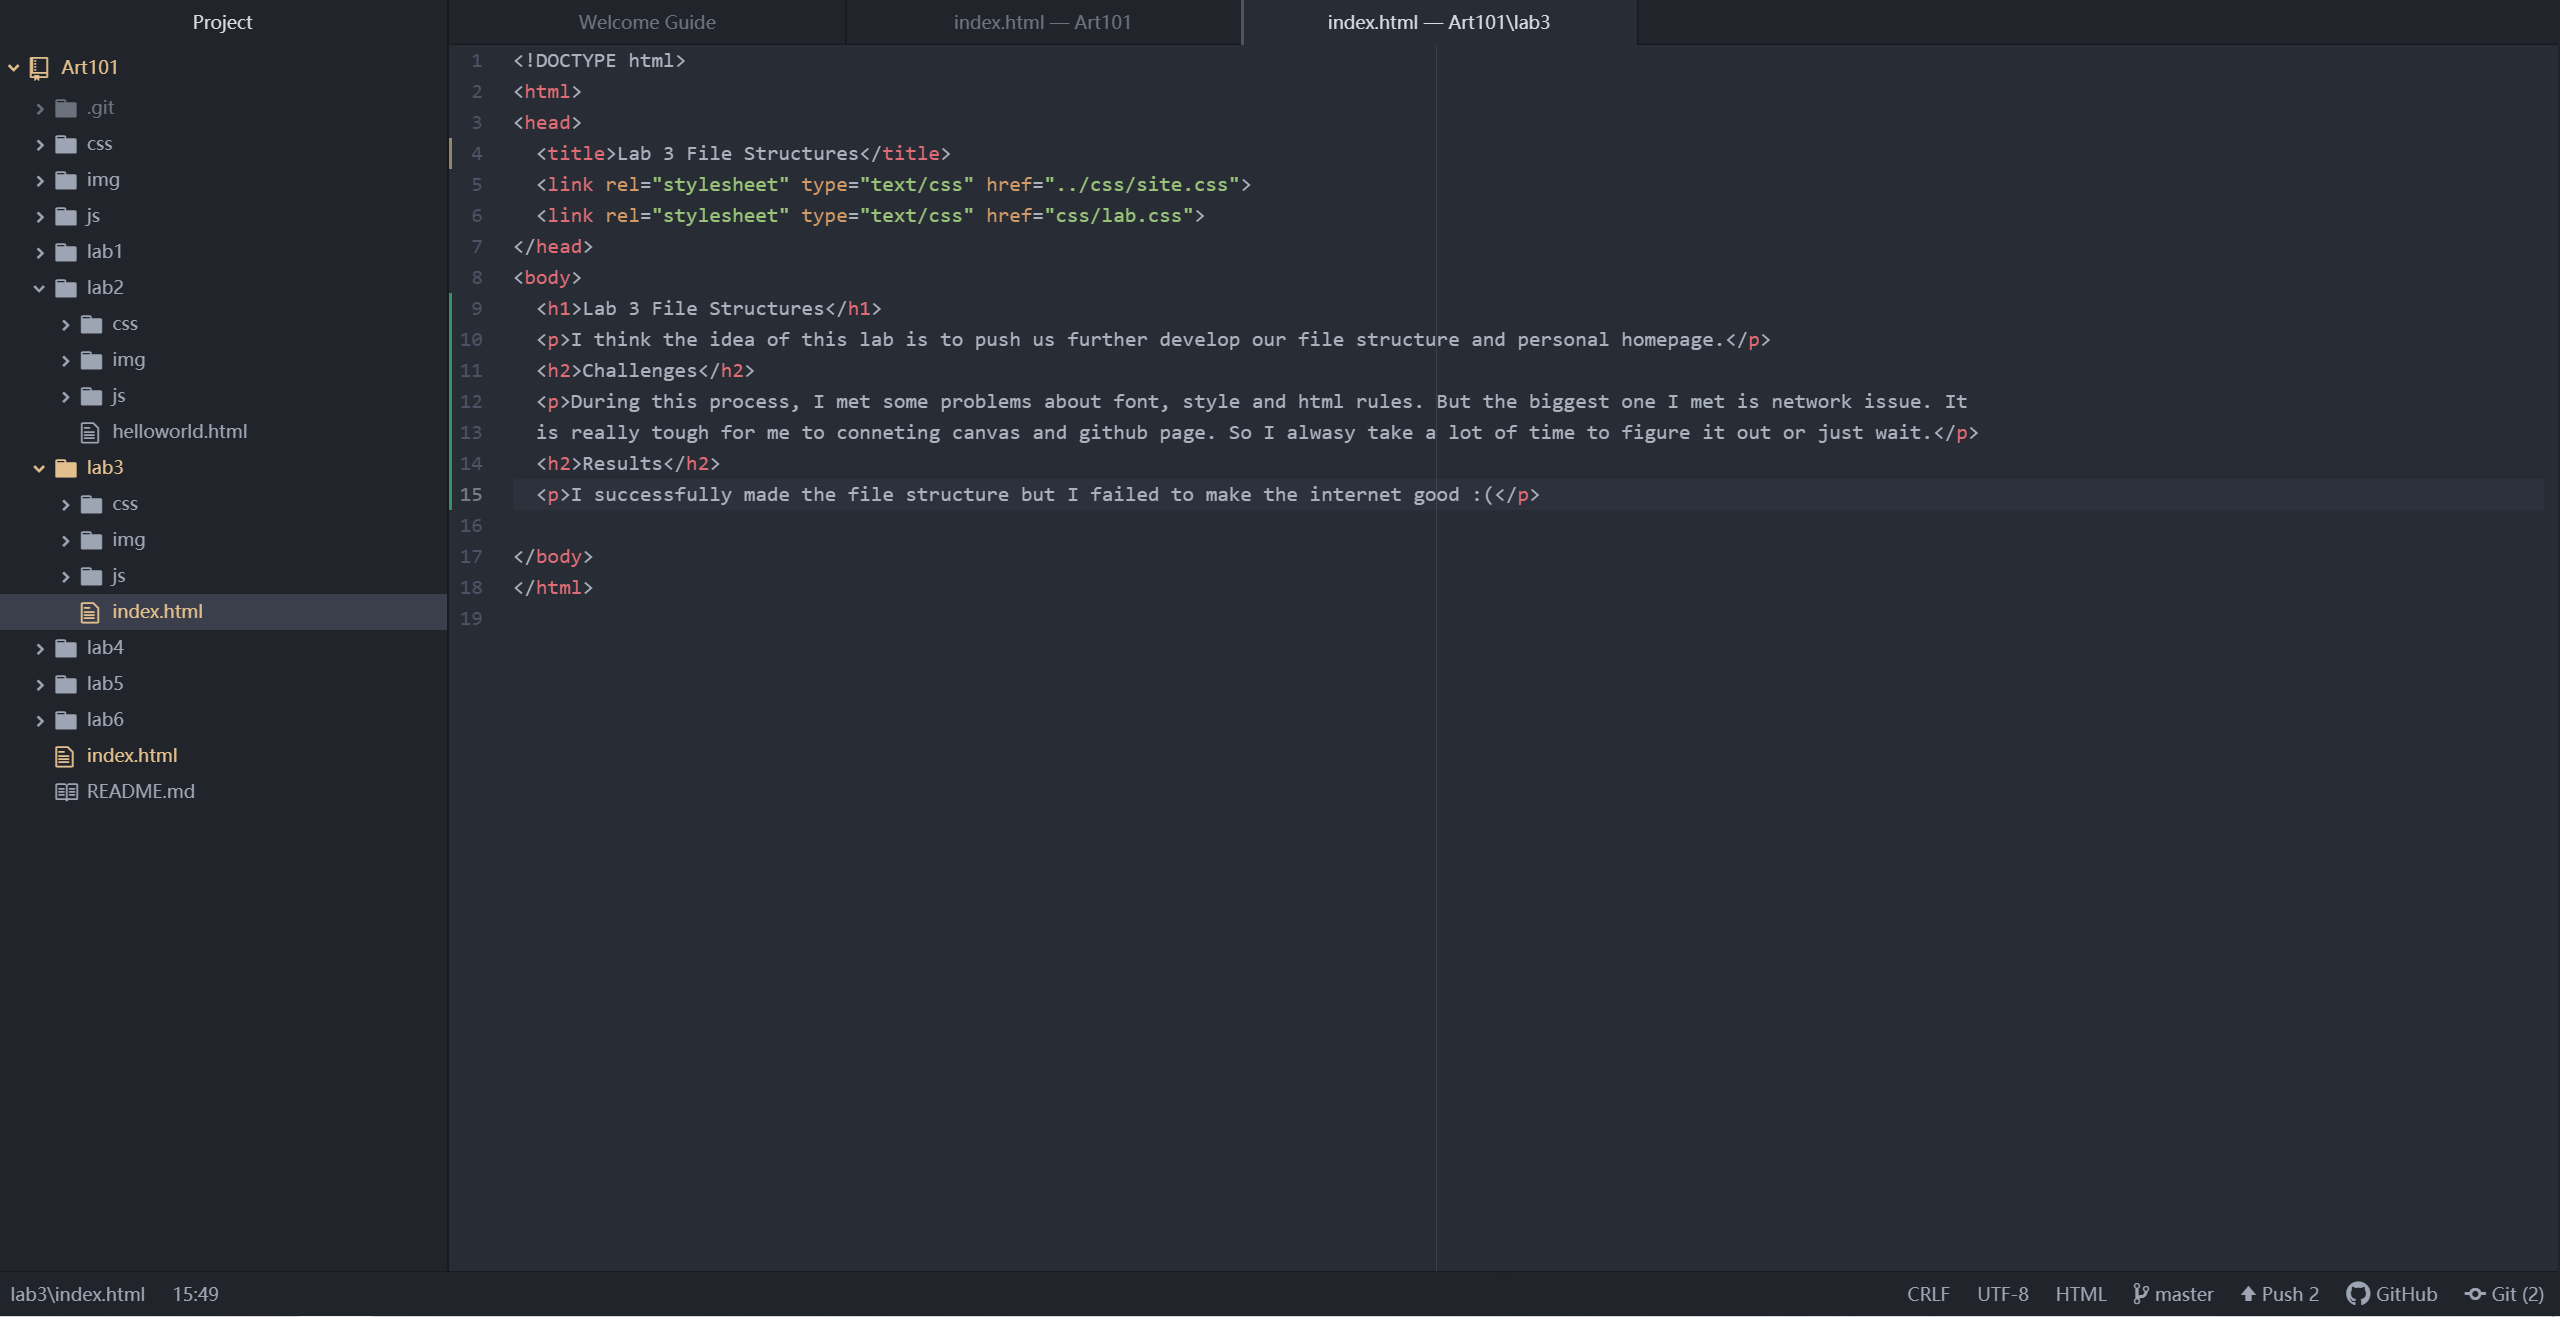 Project
Art101
.git
css
img
js
lab1
lab2
css
img
js
helloworld.html
lab3
css
img
js
index.html
lab4
lab5
lab6
index.html
README.md
Welcome Guide
index.html — Art101
index.html — Art101\lab3
1 <!DOCTYPE html>
2 <html>
3 <head>
4 <title>Lab 3 File Structures</title>
5 <link rel="stylesheet" type="text/css" href="../css/site.css">
6 <link rel="stylesheet" type="text/css" href="css/lab.css">
7 </head>
8 <body>
9 <h1>Lab 3 File Structures</h1>
10 <p>I think the idea of this lab is to push us further develop our file structure and personal homepage.</p>
11 <h2>Challenges</h2>
12 <p>During this process, I met some problems about font, style and html rules. But the biggest one I met is network issue. It
13 is really tough for me to conneting canvas and github page. So I alwasy take a lot of time to figure it out or just wait.</p>
14 <h2>Results</h2>
15 <p>I successfully made the file structure but I failed to make the internet good :(</p>
16
17 </body>
18 </html>
19
lab3\index.html 15:49 CRLF UTF-8 HTML master Push 2 GitHub Git (2)